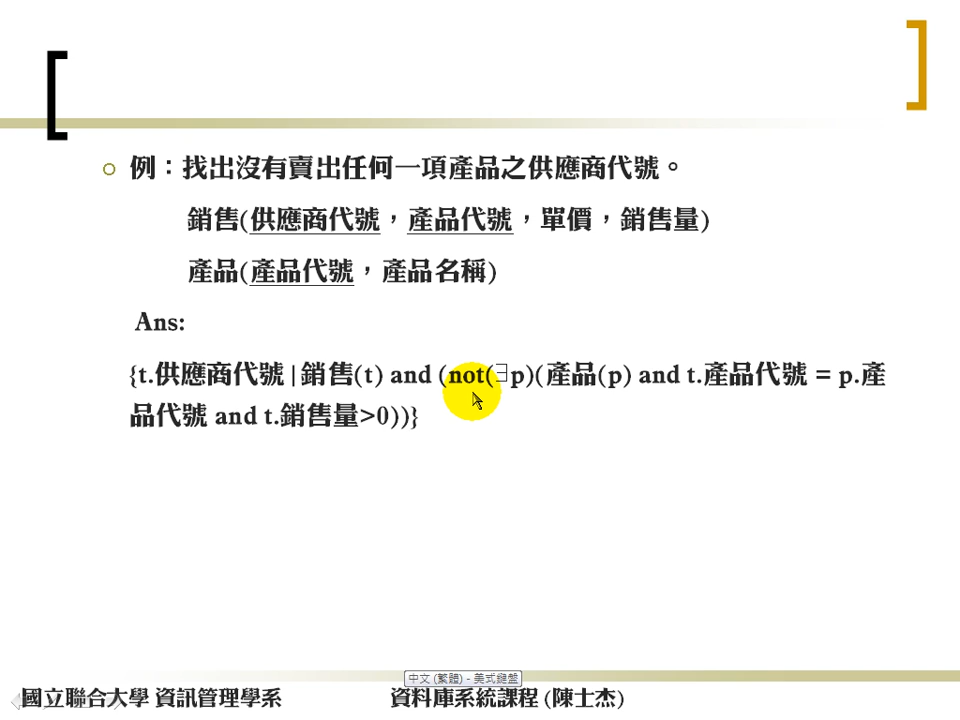 例：找出沒有賣出任何一項產品之供應商代號。
銷售(供應商代號，產品代號，單價，銷售量)
產品(產品代號，產品名稱)
Ans:
{t.供應商代號 | 銷售(t) and (not(∃p)(產品(p) and t.產品代號 = p.產
品代號 and t.銷售量>0))}
中文 (繁體) - 美式鍵盤
國立聯合大學 資訊管理學系 資料庫系統課程 (陳士杰)